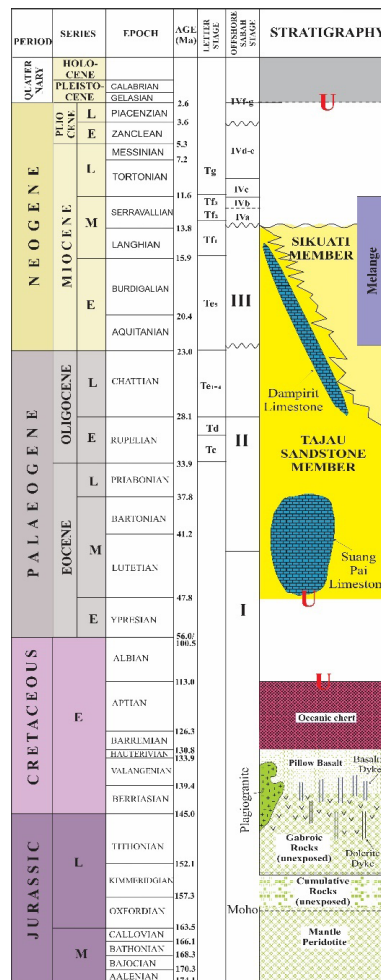 PERIOD
SERIES
EPOCH
AGE
(Ma)
LETTER
STAGE
OFFSHORE
SABAH
STAGE
STRATIGRAPHY
QUATER
NARY
HOLO-
CENE
PLEISTO-
CENE
CALABRIAN
GELASIAN
2.6
IVf-g
U
NEOGENE
PLIO
CENE
L
PIACENZIAN
3.6
E
ZANCLEAN
5.3
IVd-e
MIOCENE
L
MESSINIAN
7.2
TORTONIAN
Tg
11.6
IVc
M
SERRAVALLIAN
Tf3
IVb
Tf2
IVa
13.8
LANGHIAN
Tf1
15.9
SIKUATI
MEMBER
Melange
E
BURDIGALIAN
Te5
III
20.4
AQUITANIAN
23.0
PALAEOGENE
OLIGOCENE
L
CHATTIAN
Te1-4
Dampirit
Limestone
28.1
E
RUPELIAN
Td
II
Tc
33.9
TAJAU
SANDSTONE
MEMBER
EOCENE
L
PRIABONIAN
37.8
M
BARTONIAN
41.2
LUTETIAN
Suang
Pai
Limeston
47.8
U
E
YPRESIAN
I
56.0/
100.5
CRETACEOUS
E
ALBIAN
113.0
U
APTIAN
Oceanic chert
126.3
BARREMIAN
130.8
HAUTERIVIAN
133.9
VALANGENIAN
139.4
BERRIASIAN
145.0
Pillow Basalt
Basalt
Dyke
Plagiogranite
Gabroic
Rocks
(unexposed)
Dolerite
Dyke
JURASSIC
L
TITHONIAN
152.1
KIMMERIDGIAN
157.3
OXFORDIAN
163.5
Cumulative
Rocks
(unexposed)
Moho
M
CALLOVIAN
166.1
BATHONIAN
168.3
BAJOCIAN
170.3
AALENIAN
174.1
Mantle
Peridotite